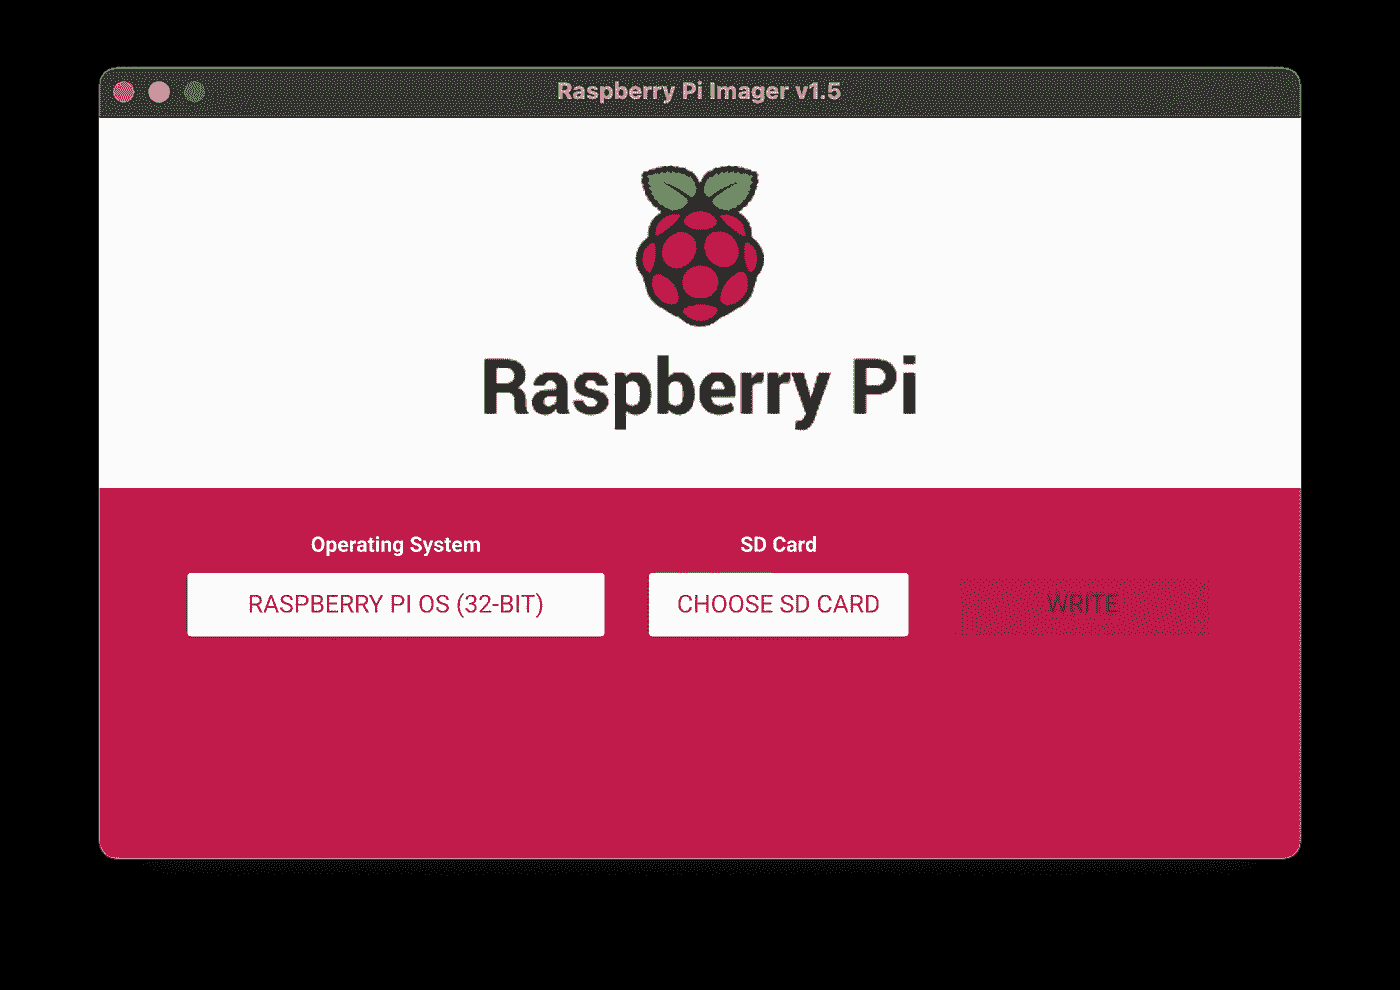 Raspberry Pi Imager v1.5
Raspberry Pi
Operating System
SD Card
RASPBERRY PI OS (32-BIT)
CHOOSE SD CARD
WRITE